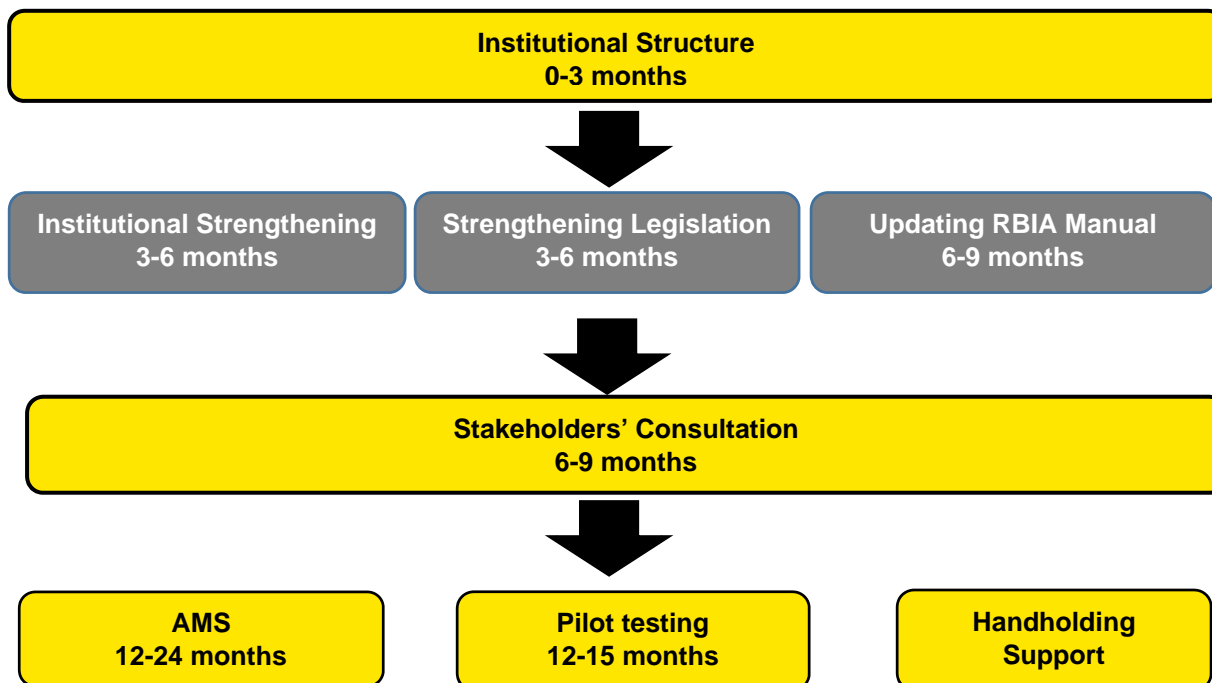 Institutional Structure
0-3 months
Institutional Strengthening
3-6 months
Strengthening Legislation
3-6 months
Updating RBIA Manual
6-9 months
Stakeholders’ Consultation
6-9 months
AMS
12-24 months
Pilot testing
12-15 months
Handholding
Support